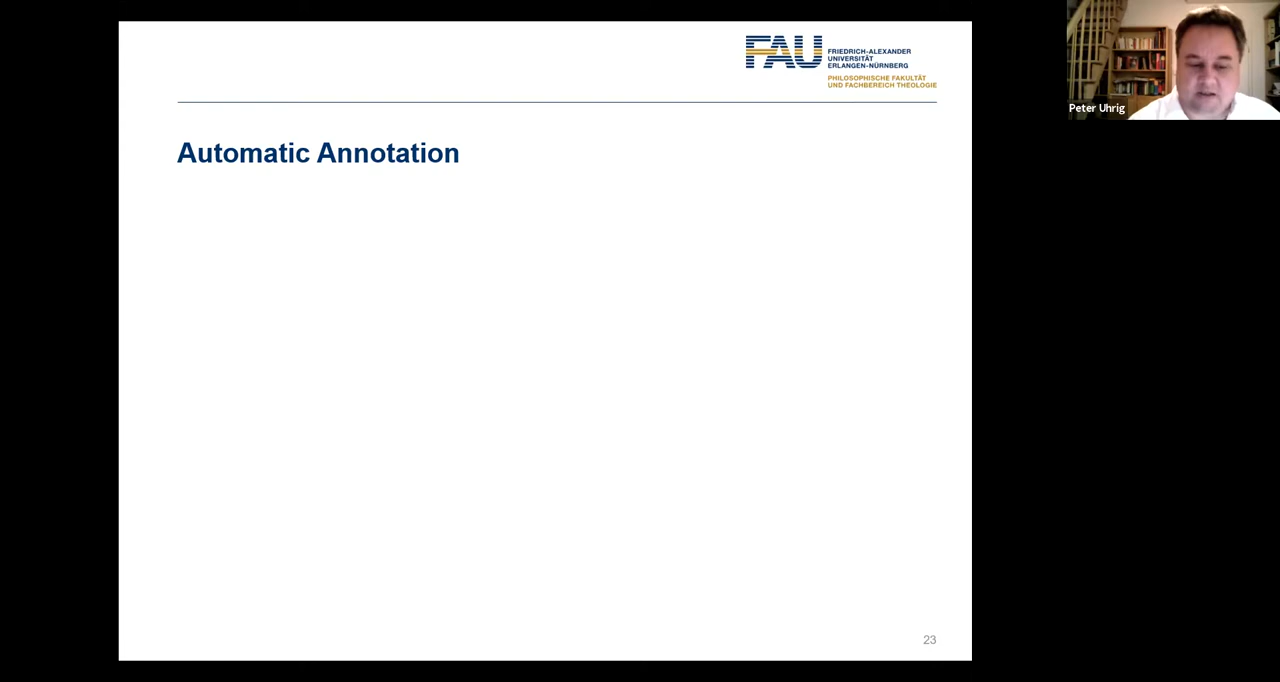 FAU
FRIEDRICH-ALEXANDER
UNIVERSITÄT
ERLANGEN-NÜRNBERG
PHILOSOPHISCHE FAKULTÄT
UND FACHBEREICH THEOLOGIE
Peter Uhrig
Automatic Annotation
23